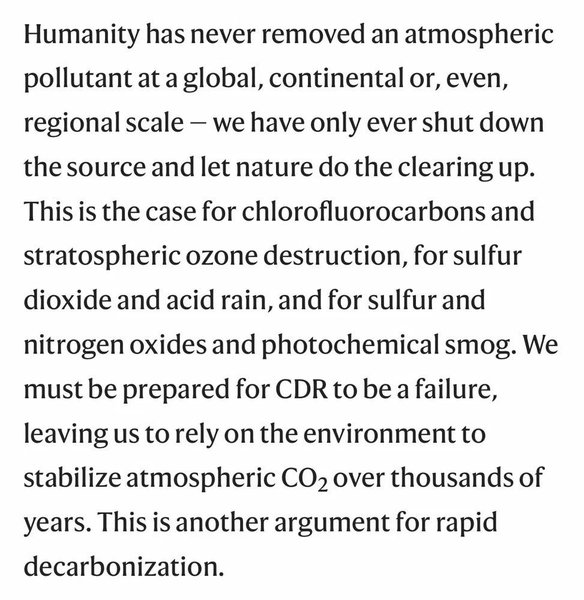 Humanity has never removed an atmospheric
pollutant at a global, continental or, even,
regional scale — we have only ever shut down
the source and let nature do the clearing up.
This is the case for chlorofluorocarbons and
stratospheric ozone destruction, for sulfur
dioxide and acid rain, and for sulfur and
nitrogen oxides and photochemical smog. We
must be prepared for CDR to be a failure,
leaving us to rely on the environment to
stabilize atmospheric CO₂ over thousands of
years. This is another argument for rapid
decarbonization.